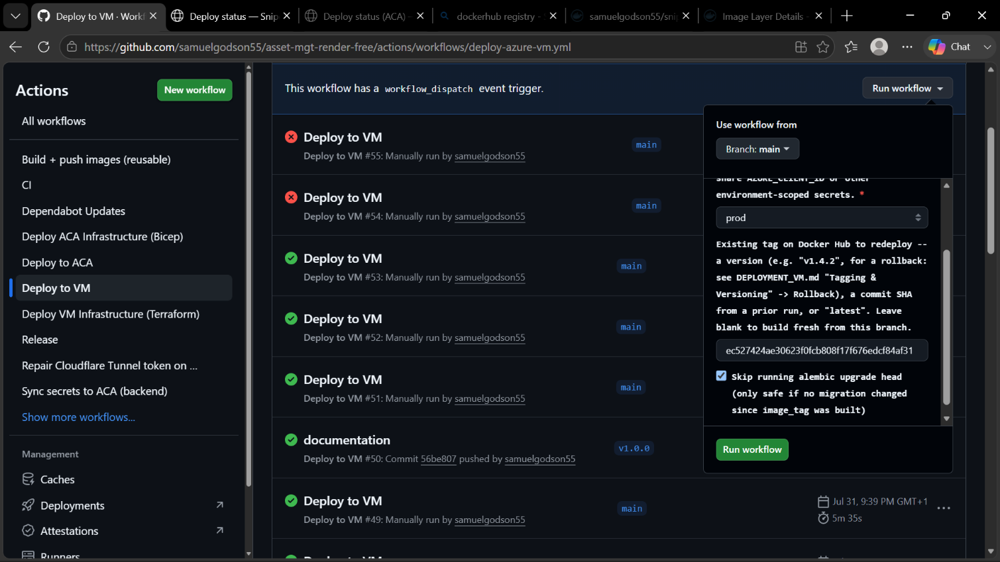 Deploy to VM · Workf
Deploy status — Snip
Deploy status (ACA) -
dockerhub registry -
samuelgodson55/sni
Image Layer Details -
https://github.com/samuelgodson55/asset-mgt-render-free/actions/workflows/deploy-azure-vm.yml
Chat
Actions
New workflow
All workflows
Build + push images (reusable)
CI
Dependabot Updates
Deploy ACA Infrastructure (Bicep)
Deploy to ACA
Deploy to VM
Deploy VM Infrastructure (Terraform)
Release
Repair Cloudflare Tunnel token on ...
Sync secrets to ACA (backend)
Show more workflows...
Management
Caches
Deployments
Attestations
Runners
This workflow has a workflow_dispatch event trigger.
Run workflow
Deploy to VM
main
Deploy to VM #55: Manually run by samuelgodson55
Deploy to VM
main
Deploy to VM #54: Manually run by samuelgodson55
Deploy to VM
main
Deploy to VM #53: Manually run by samuelgodson55
Deploy to VM
main
Deploy to VM #52: Manually run by samuelgodson55
Deploy to VM
main
Deploy to VM #51: Manually run by samuelgodson55
documentation
v1.0.0
Deploy to VM #50: Commit 56be807 pushed by samuelgodson55
Deploy to VM
main
Deploy to VM #49: Manually run by samuelgodson55
Jul 31, 9:39 PM GMT+1
5m 35s
Deploy to VM
Use workflow from
Branch: main
share AZURE_CLIENT_ID or other
environment-scoped secrets. *
prod
Existing tag on Docker Hub to redeploy --
a version (e.g. "v1.4.2", for a rollback:
see DEPLOYMENT_VM.md "Tagging &
Versioning" -> Rollback), a commit SHA
from a prior run, or "latest". Leave
blank to build fresh from this branch.
ec527424ae30623f0fcb808f17f676edcf84af31
Skip running alembic upgrade head
(only safe if no migration changed
since image_tag was built)
Run workflow